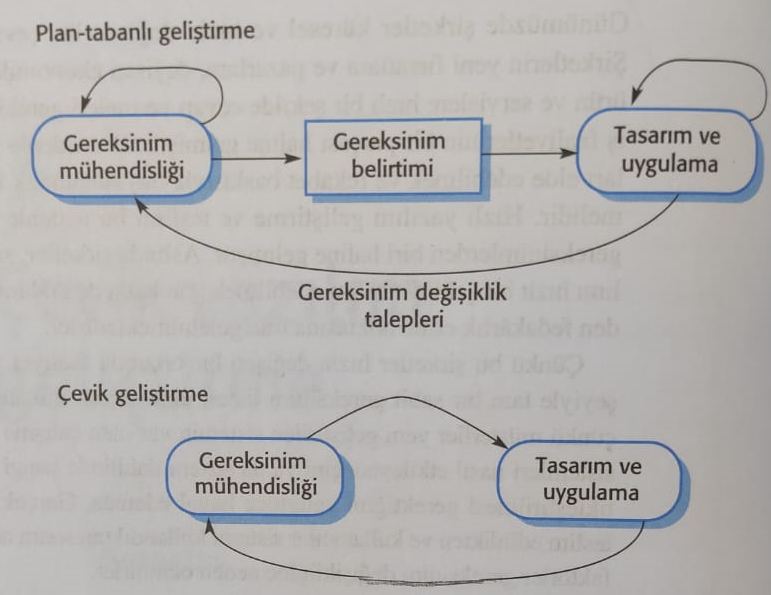 Plan-tabanlı geliştirme
Gereksinim
mühendisliği
Gereksinim
belirtimi
Tasarım ve
uygulama
Gereksinim değişiklik
talepleri
Çevik geliştirme
Gereksinim
mühendisliği
Tasarım ve
uygulama